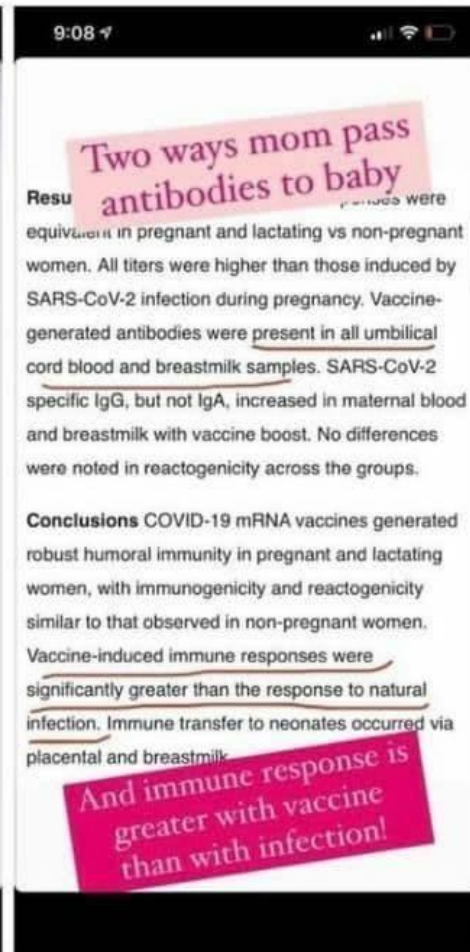 9:08
Two ways mom pass
antibodies to baby
Resu were
equivalent in pregnant and lactating vs non-pregnant
women. All titers were higher than those induced by
SARS-CoV-2 infection during pregnancy. Vaccine-
generated antibodies were present in all umbilical
cord blood and breastmilk samples. SARS-CoV-2
specific IgG, but not IgA, increased in maternal blood
and breastmilk with vaccine boost. No differences
were noted in reactogenicity across the groups.
Conclusions COVID-19 mRNA vaccines generated
robust humoral immunity in pregnant and lactating
women, with immunogenicity and reactogenicity
similar to that observed in non-pregnant women.
Vaccine-induced immune responses were
significantly greater than the response to natural
infection. Immune transfer to neonates occurred via
placental and breastmilk
And immune response is
greater with vaccine
than with infection!